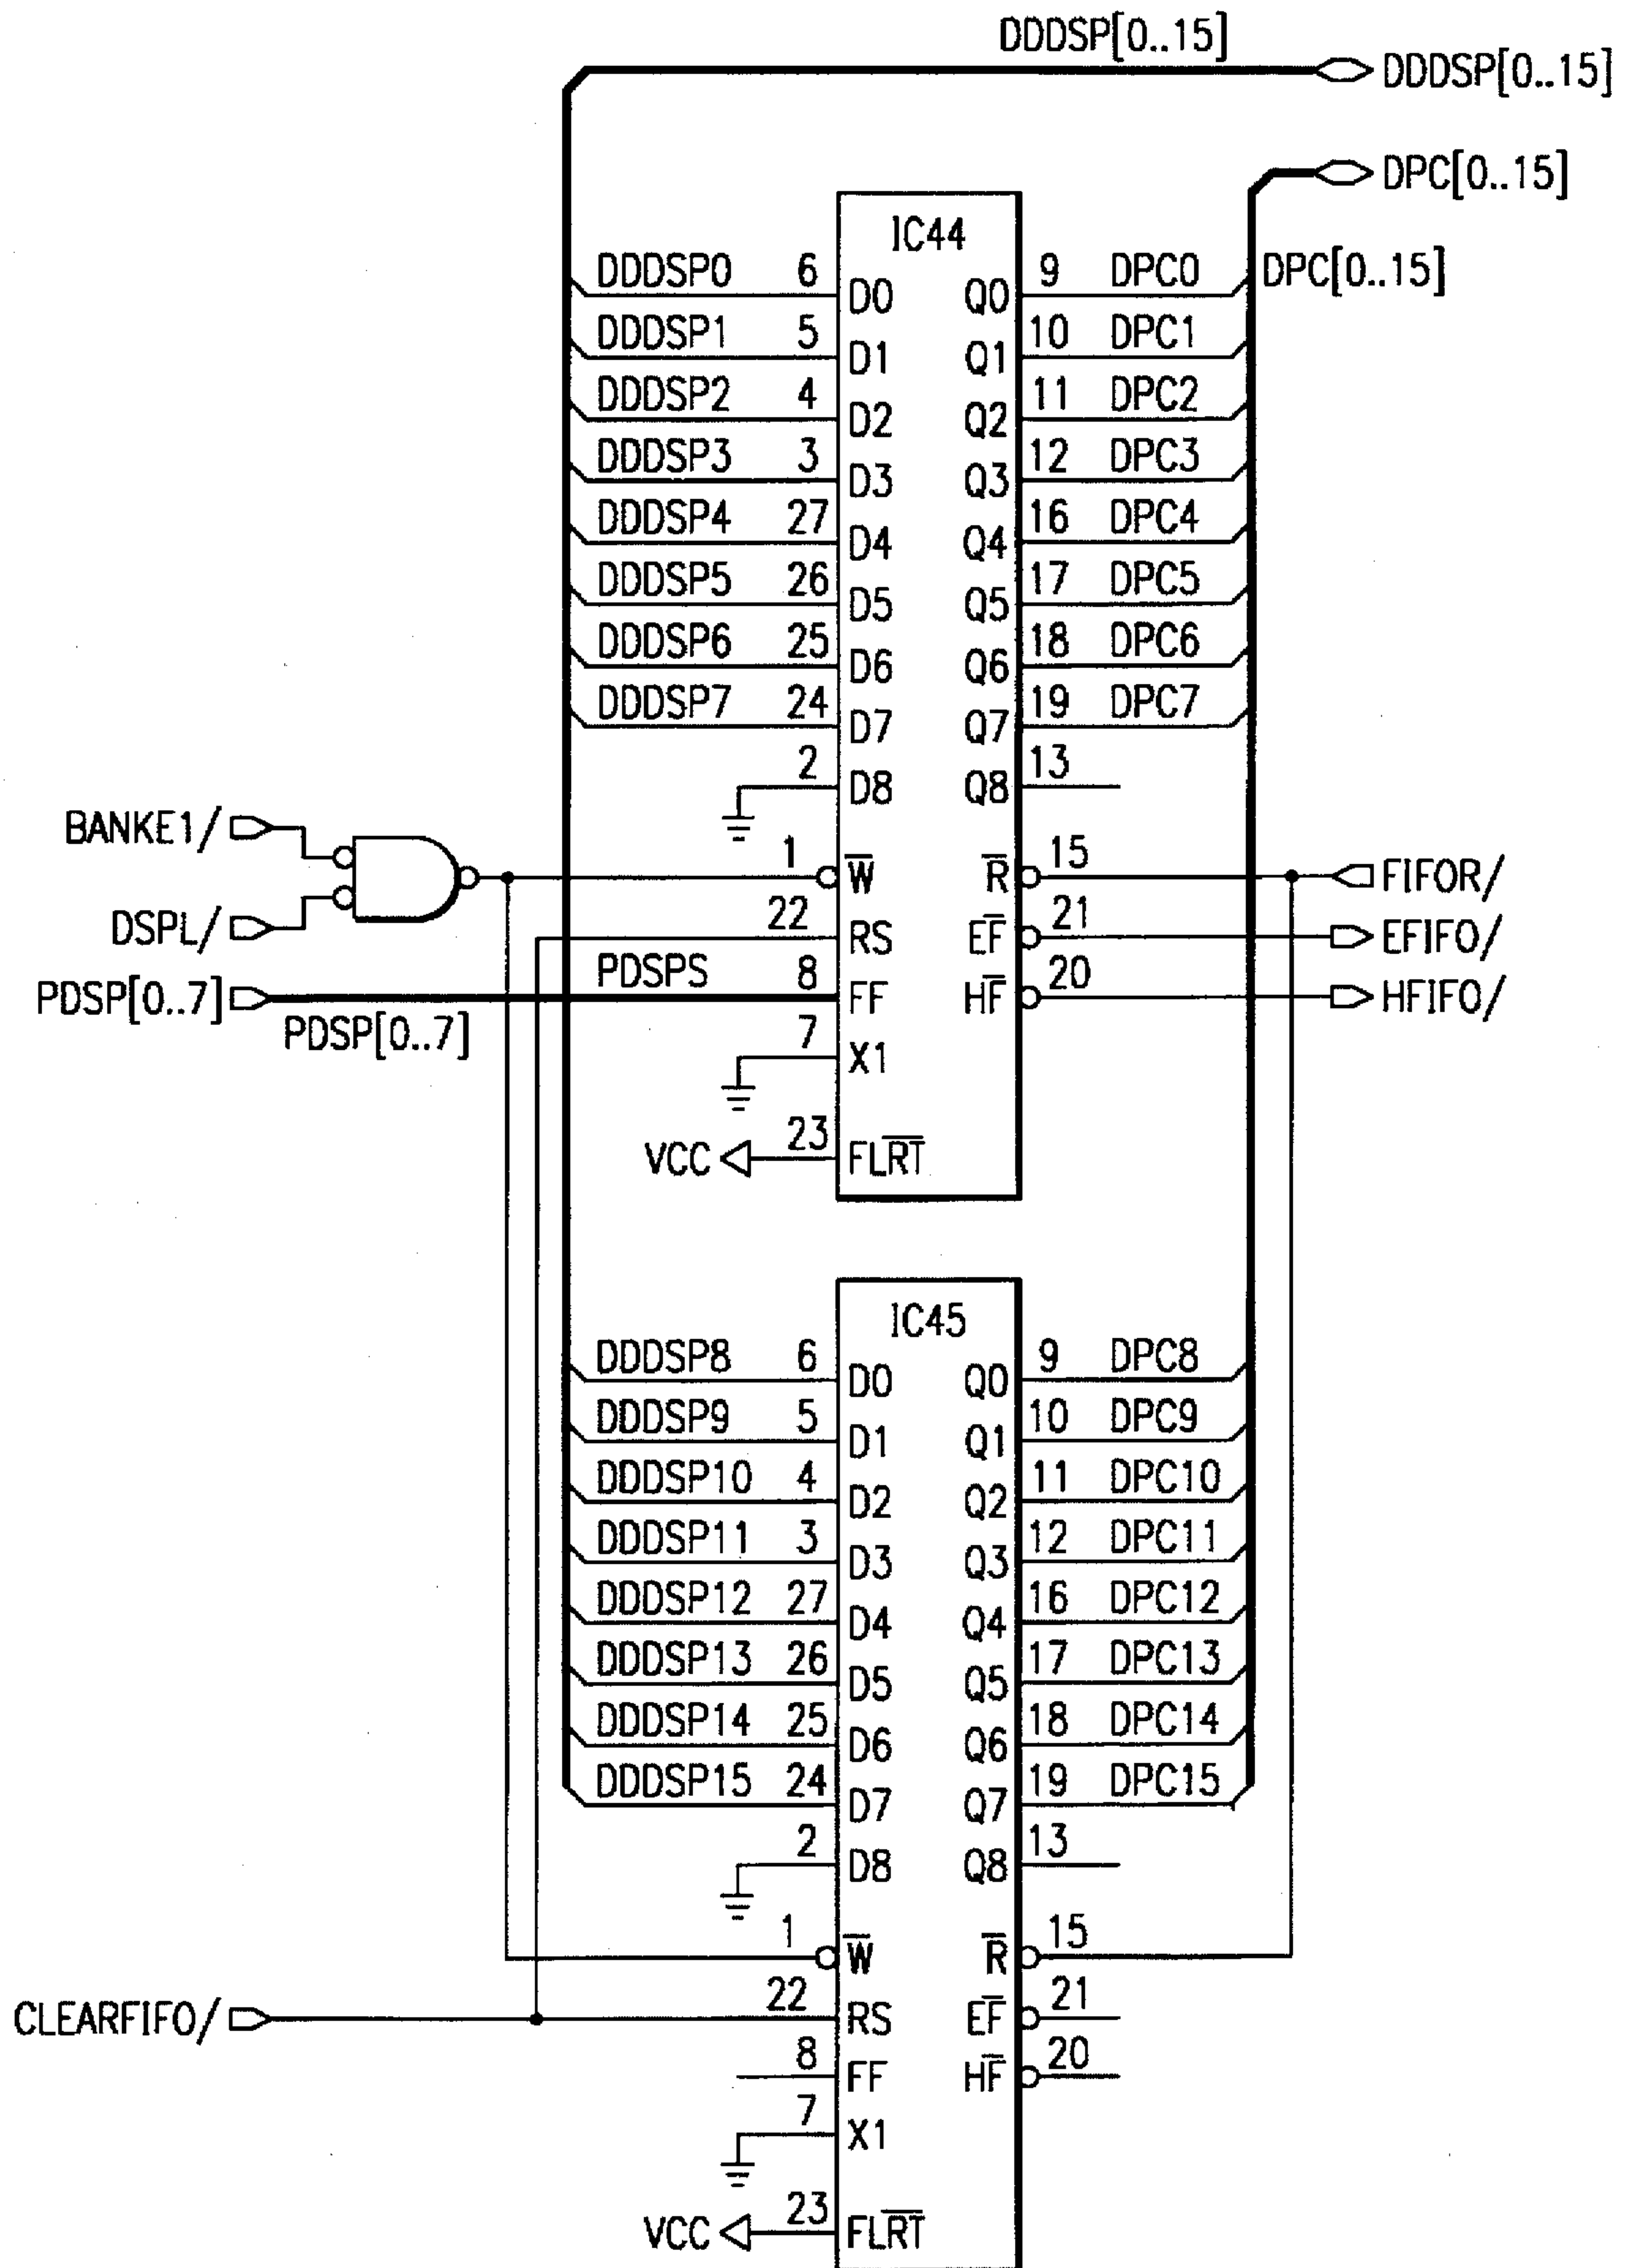 DDDSP[0..15]
DDDSP[0..15]
DPC[0..15]
IC44
DDDSP0 6 D0 Q0 9 DPC0 DPC[0..15]
DDDSP1 5 D1 Q1 10 DPC1
DDDSP2 4 D2 Q2 11 DPC2
DDDSP3 3 D3 Q3 12 DPC3
DDDSP4 27 D4 Q4 16 DPC4
DDDSP5 26 D5 Q5 17 DPC5
DDDSP6 25 D6 Q6 18 DPC6
DDDSP7 24 D7 Q7 19 DPC7
2 D8 Q8 13
BANKE1/
1 W̅ R̅ 15 FIFOR/
DSPL/
22 RS EF̅ 21 EFIFO/
PDSP[0..7] PDSPS 8 FF HF̅ 20 HFIFO/
PDSP[0..7]
7 X1
VCC 23 FLR̅T̅
IC45
DDDSP8 6 D0 Q0 9 DPC8
DDDSP9 5 D1 Q1 10 DPC9
DDDSP10 4 D2 Q2 11 DPC10
DDDSP11 3 D3 Q3 12 DPC11
DDDSP12 27 D4 Q4 16 DPC12
DDDSP13 26 D5 Q5 17 DPC13
DDDSP14 25 D6 Q6 18 DPC14
DDDSP15 24 D7 Q7 19 DPC15
2 D8 Q8 13
1 W̅ R̅ 15
CLEARFIFO/ 22 RS EF̅ 21
8 FF HF̅ 20
7 X1
VCC 23 FLR̅T̅